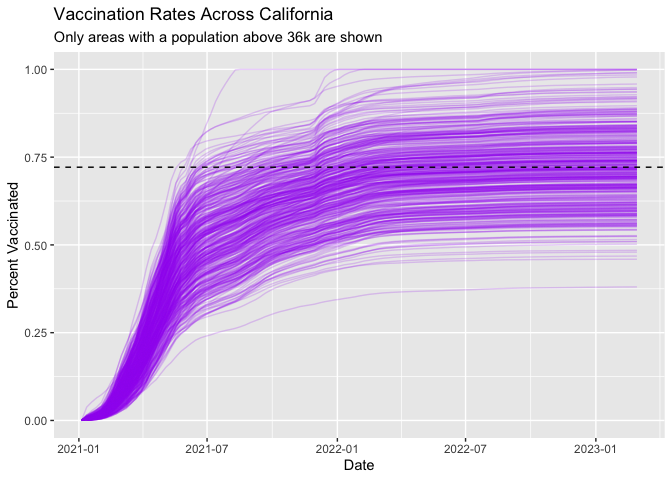 Vaccination Rates Across California
Only areas with a population above 36k are shown
Percent Vaccinated
1.00
0.75
0.50
0.25
0.00
2021-01
2021-07
2022-01
2022-07
2023-01
Date